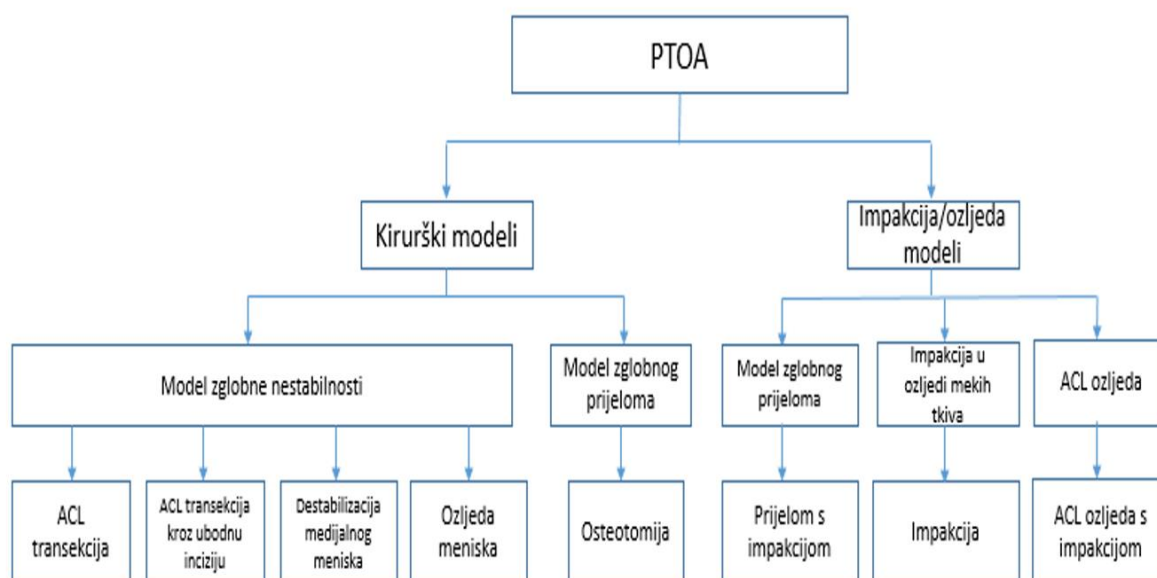 PTOA
Kirurški modeli
Impakcija/ozljeda
modeli
Model zglobne nestabilnosti
Model zglobnog
prijeloma
Model zglobnog
prijeloma
Impakcija u
ozljedi mekih
tkiva
ACL ozljeda
ACL
transekcija
ACL transekcija
kroz ubodnu
inciziju
Destabilizacija
medijalnog
meniska
Ozljeda
meniska
Osteotomija
Prijelom s
impakcijom
Impakcija
ACL ozljeda s
impakcijom